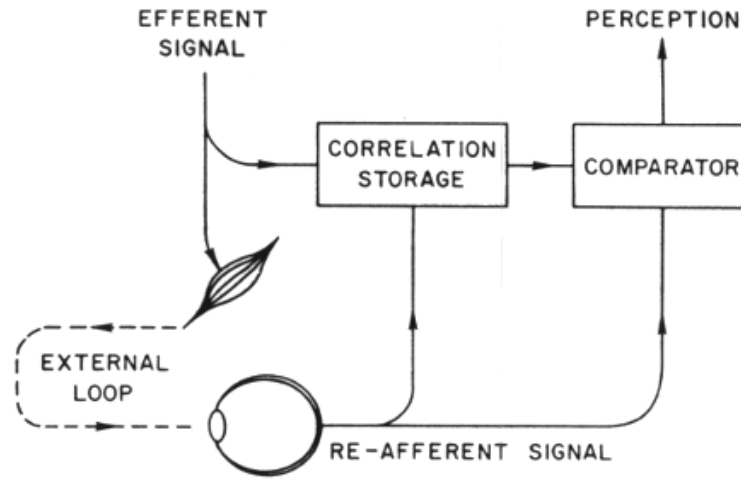 EFFERENT
SIGNAL
PERCEPTION
CORRELATION
STORAGE
COMPARATOR
EXTERNAL
LOOP
RE-AFFERENT SIGNAL